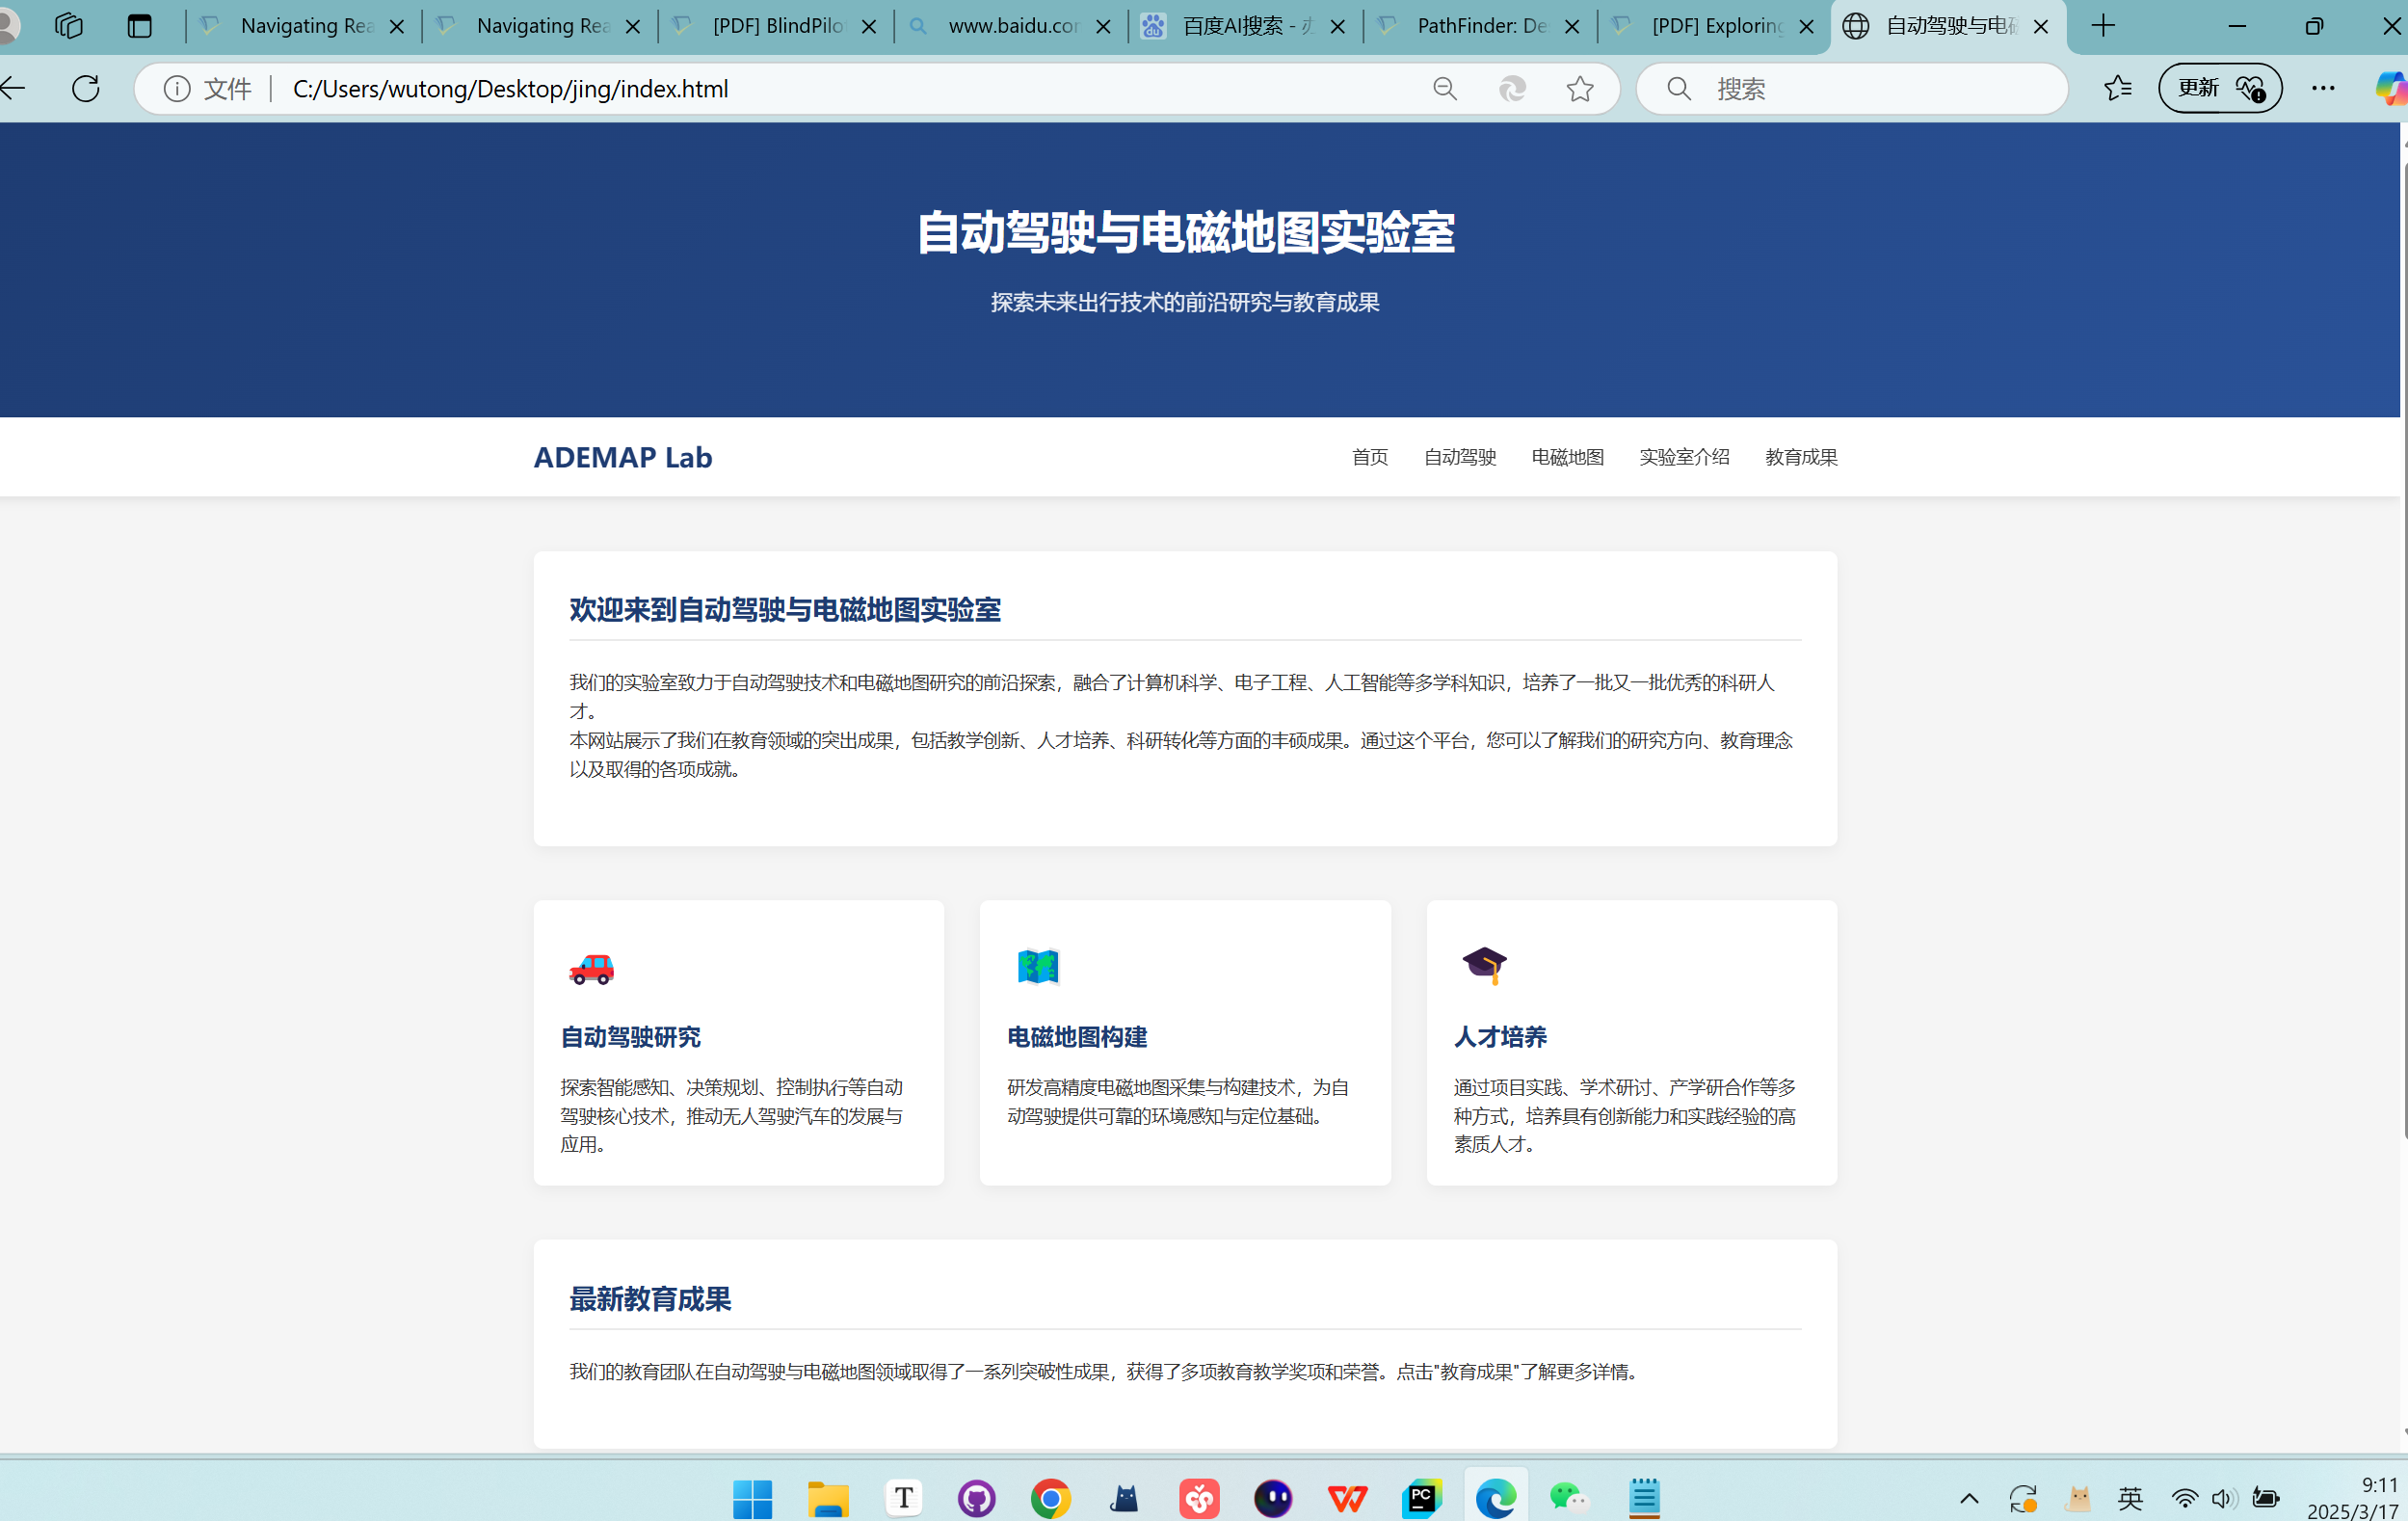 Navigating Rea
Navigating Rea
[PDF] BlindPilo
www.baidu.cor
百度AI搜索 - 办
PathFinder: De
[PDF] Exploring
自动驾驶与电磁
文件
C:/Users/wutong/Desktop/jing/index.html
搜索
更新
自动驾驶与电磁地图实验室
探索未来出行技术的前沿研究与教育成果
ADEMAP Lab
首页
自动驾驶
电磁地图
实验室介绍
教育成果
欢迎来到自动驾驶与电磁地图实验室
我们的实验室致力于自动驾驶技术和电磁地图研究的前沿探索，融合了计算机科学、电子工程、人工智能等多学科知识，培养了一批又一批优秀的科研人
才。
本网站展示了我们在教育领域的突出成果，包括教学创新、人才培养、科研转化等方面的丰硕成果。通过这个平台，您可以了解我们的研究方向、教育理念
以及取得的各项成就。
自动驾驶研究
探索智能感知、决策规划、控制执行等自动
驾驶核心技术，推动无人驾驶汽车的发展与
应用。
电磁地图构建
研发高精度电磁地图采集与构建技术，为自
动驾驶提供可靠的环境感知与定位基础。
人才培养
通过项目实践、学术研讨、产学研合作等多
种方式，培养具有创新能力和实践经验的高
素质人才。
最新教育成果
我们的教育团队在自动驾驶与电磁地图领域取得了一系列突破性成果，获得了多项教育教学奖项和荣誉。点击"教育成果"了解更多详情。
T
PC
英
9:11
2025/3/17